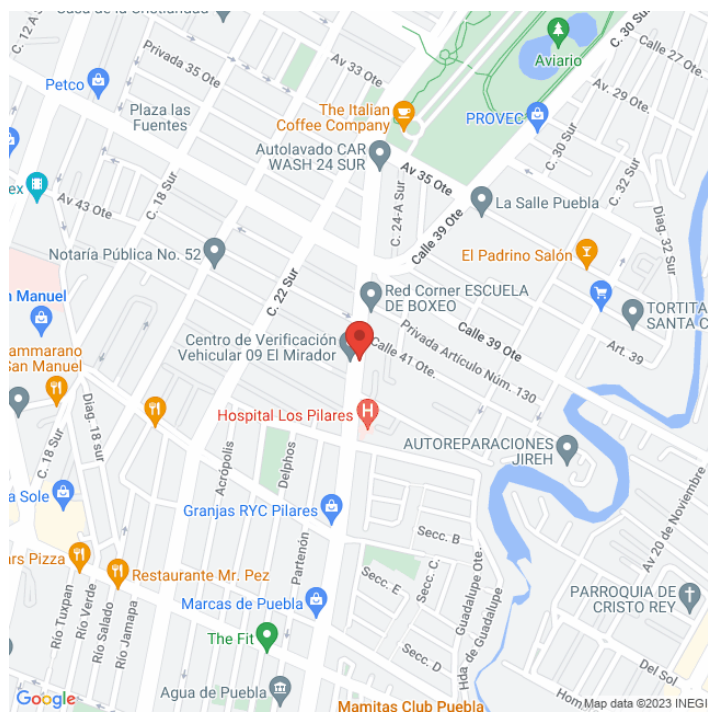 Casa de la Cristiandad
C. 12 A S
Privada 35 Ote
Av 33 Ote
Aviario
C. 30 Sur
Calle 27 Ote.
Petco
Plaza las
Fuentes
The Italian
Coffee Company
PROVEC
Av. 29 Ote.
Autolavado CAR
WASH 24 SUR
C. 30 Sur
C. 32 Sur
Av 35 Ote
ex
Av 43 Ote
C. 18 Sur
C. 24-A Sur
La Salle Puebla
Diag. 32 Sur
Calle 39 Ote
Notaría Pública No. 52
El Padrino Salón
C. 22 Sur
n Manuel
Red Corner ESCUELA
DE BOXEO
TORTITA
SANTA C
Calle 39 Ote
Art. 39
Centro de Verificación
Vehicular 09 El Mirador
Calle 41 Ote.
Privada Artículo Núm. 130
ammarano
San Manuel
Diag. 18 sur
C. 18 Sur
Hospital Los Pilares
H
Acrópolis
Delphos
AUTOREPARACIONES
JIREH
a Sole
Granjas RYC Pilares
Secc. B
Av 20 de Noviembre
Partenón
Secc. E
Secc. C.
ars Pizza
Restaurante Mr. Pez
Río Tuxpan
Río Verde
Río Salado
Río Jamapa
Marcas de Puebla
Guadalupe Ote.
Hda de Guadalupe
PARROQUIA DE
CRISTO REY
The Fit
Secc. D
Del Sol
Agua de Puebla
Hom
Google
Mamitas Club Puebla
Map data ©2023 INEGI